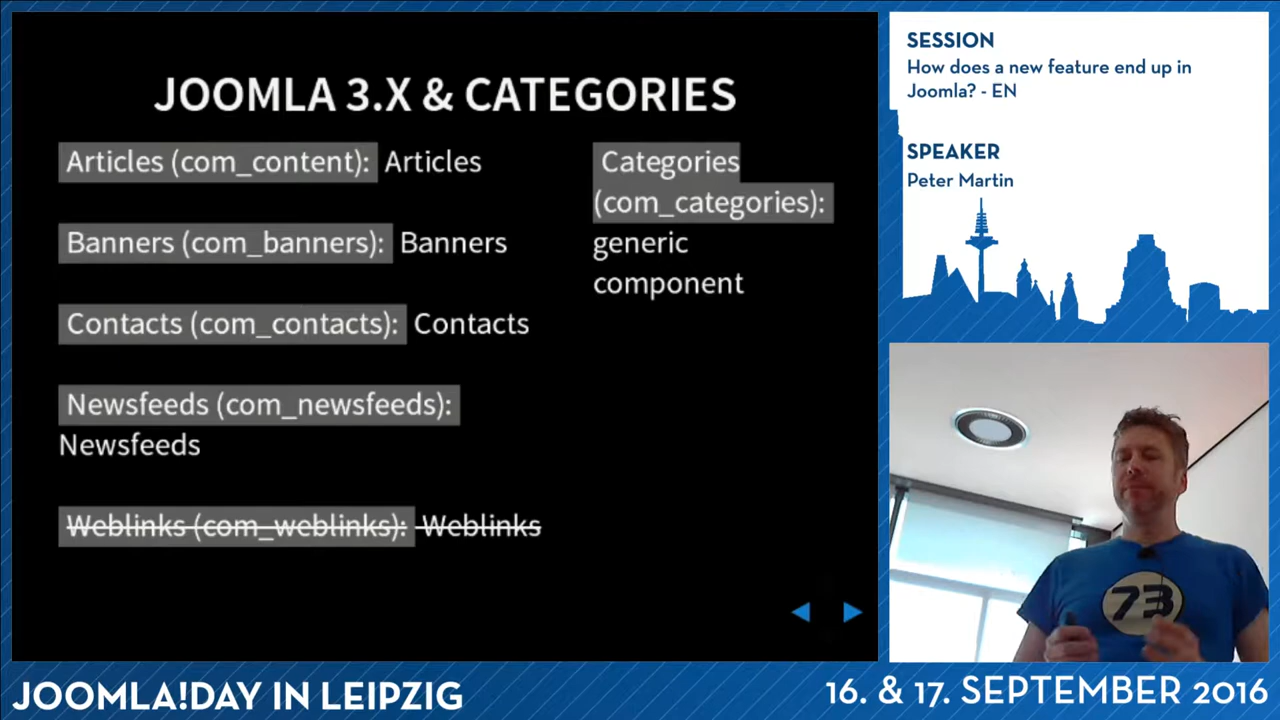 JOOMLA 3.X & CATEGORIES
Articles (com_content): Articles
Banners (com_banners): Banners
Contacts (com_contacts): Contacts
Newsfeeds (com_newsfeeds):
Newsfeeds
Weblinks (com_weblinks): Weblinks
Categories
(com_categories):
generic
component
SESSION
How does a new feature end up in
Joomla? - EN
SPEAKER
Peter Martin
73
JOOMLA!DAY IN LEIPZIG
16. & 17. SEPTEMBER 2016